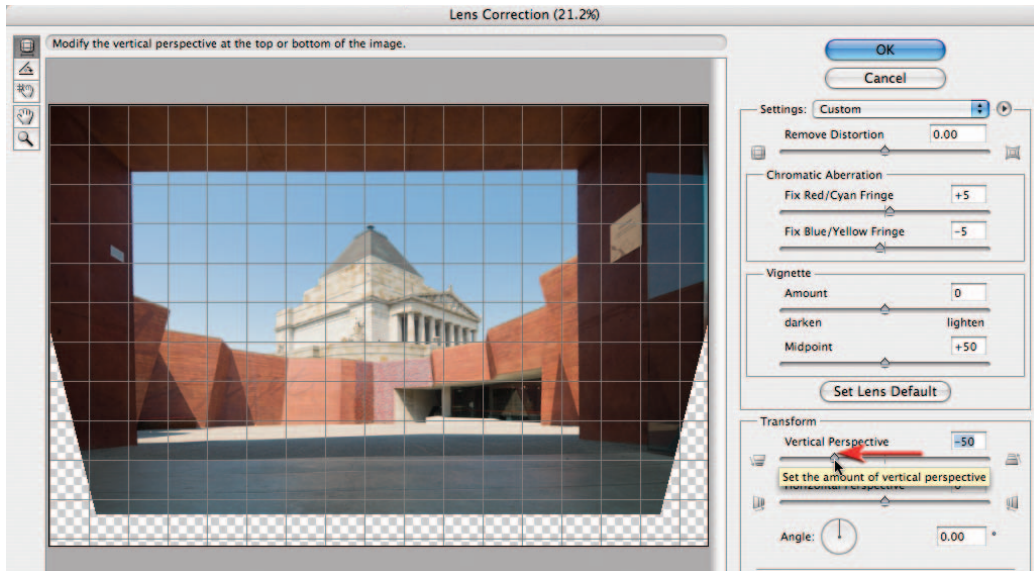 Lens Correction (21.2%)
Modify the vertical perspective at the top or bottom of the image.
OK
Cancel
Settings: Custom
Remove Distortion 0.00
Chromatic Aberration
Fix Red/Cyan Fringe +5
Fix Blue/Yellow Fringe -5
Vignette
Amount 0
darken lighten
Midpoint +50
Set Lens Default
Transform
Vertical Perspective -50
Set the amount of vertical perspective
Horizontal Perspective 0
Angle: 0.00 °